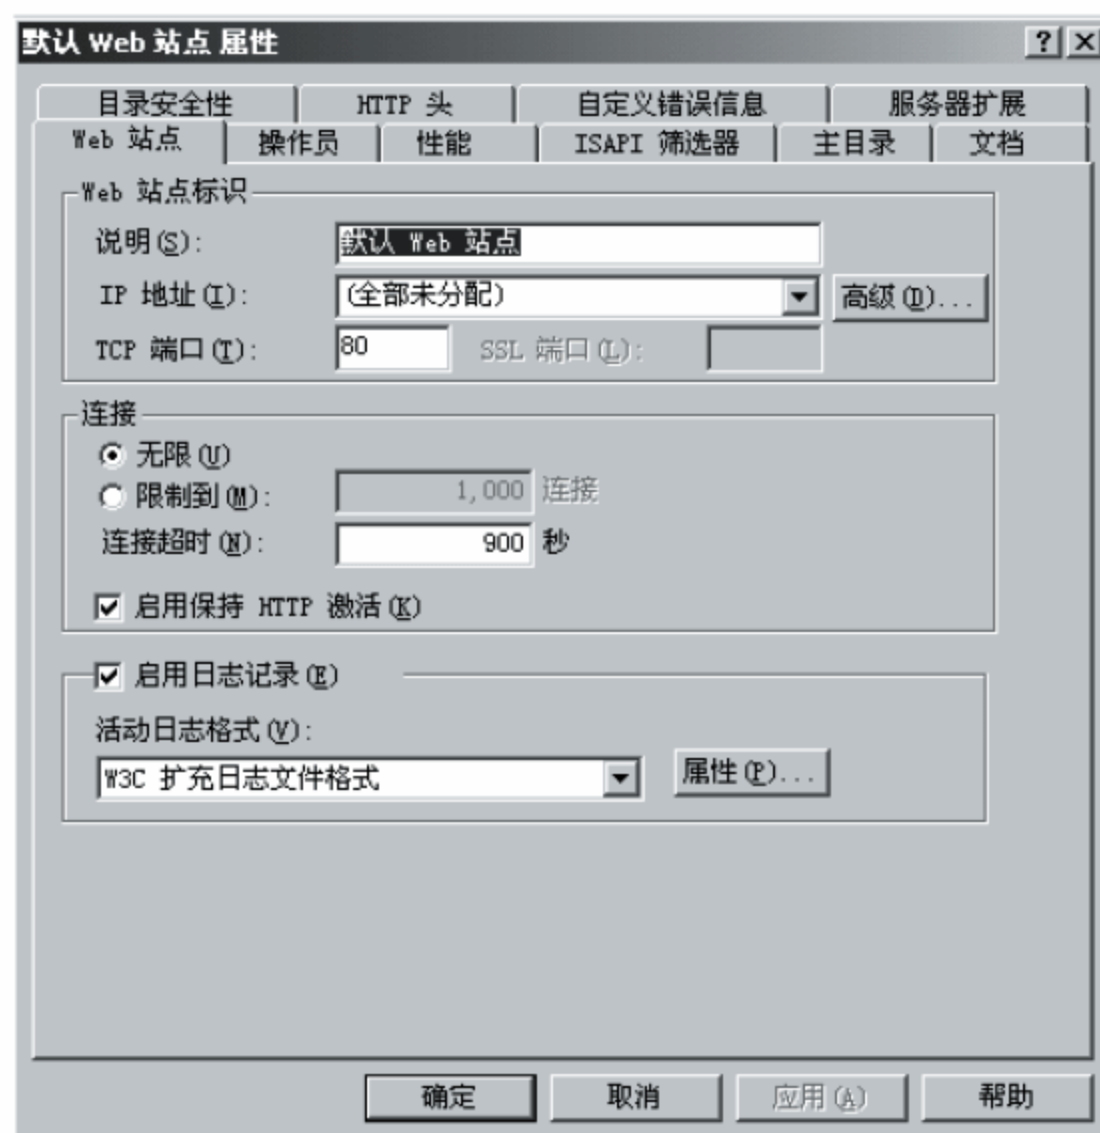 默认 Web 站点 属性
目录安全性 HTTP 头 自定义错误信息 服务器扩展
Web 站点 操作员 性能 ISAPI 筛选器 主目录 文档
Web 站点标识
说明(S): 默认 Web 站点
IP 地址(I): (全部未分配) 高级(D)...
TCP 端口(T): 80 SSL 端口(L):
连接
无限(U)
限制到(M): 1,000 连接
连接超时(N): 900 秒
启用保持 HTTP 激活(K)
启用日志记录(E)
活动日志格式(V):
W3C 扩充日志文件格式 属性(P)...
确定 取消 应用(A) 帮助